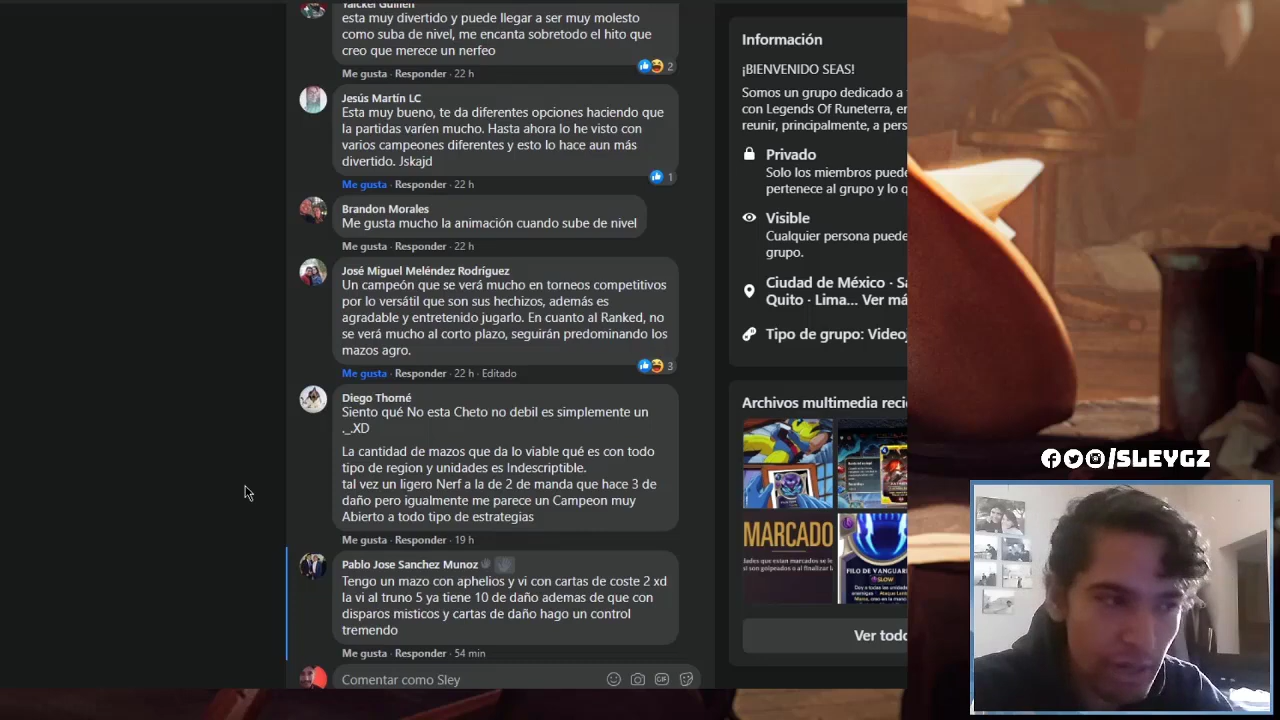 Yaickel Guillen
esta muy divertido y puede llegar a ser muy molesto
como suba de nivel, me encanta sobretodo el hito que
creo que merece un nerfeo
2
Me gusta · Responder · 22 h
Jesús Martín LC
Esta muy bueno, te da diferentes opciones haciendo que
la partidas varíen mucho. Hasta ahora lo he visto con
varios campeones diferentes y esto lo hace aun más
divertido. Jskajd
1
Me gusta · Responder · 22 h
Brandon Morales
Me gusta mucho la animación cuando sube de nivel
Me gusta · Responder · 22 h
José Miguel Meléndez Rodríguez
Un campeón que se verá mucho en torneos competitivos
por lo versátil que son sus hechizos, además es
agradable y entretenido jugarlo. En cuanto al Ranked, no
se verá mucho al corto plazo, seguirán predominando los
mazos agro.
3
Me gusta · Responder · 22 h · Editado
Diego Thorné
Siento qué No esta Cheto no debil es simplemente un
._.XD
La cantidad de mazos que da lo viable qué es con todo
tipo de region y unidades es Indescriptible.
tal vez un ligero Nerf a la de 2 de manda que hace 3 de
daño pero igualmente me parece un Campeon muy
Abierto a todo tipo de estrategias
Me gusta · Responder · 19 h
Pablo Jose Sanchez Munoz
Tengo un mazo con aphelios y vi con cartas de coste 2 xd
la vi al truno 5 ya tiene 10 de daño ademas de que con
disparos misticos y cartas de daño hago un control
tremendo
Me gusta · Responder · 54 min
Comentar como Sley
GIF
Información
¡BIENVENIDO SEAS!
Somos un grupo dedicado a
con Legends Of Runeterra, en
reunir, principalmente, a pers
Privado
Solo los miembros puede
pertenece al grupo y lo q
Visible
Cualquier persona puede
grupo.
Ciudad de México · Sa
Quito · Lima... Ver má
Tipo de grupo: Videoj
Archivos multimedia recie
MARCADO
FILO DE VANGUARD
SLOW
Ver todo
/SLEYGZ